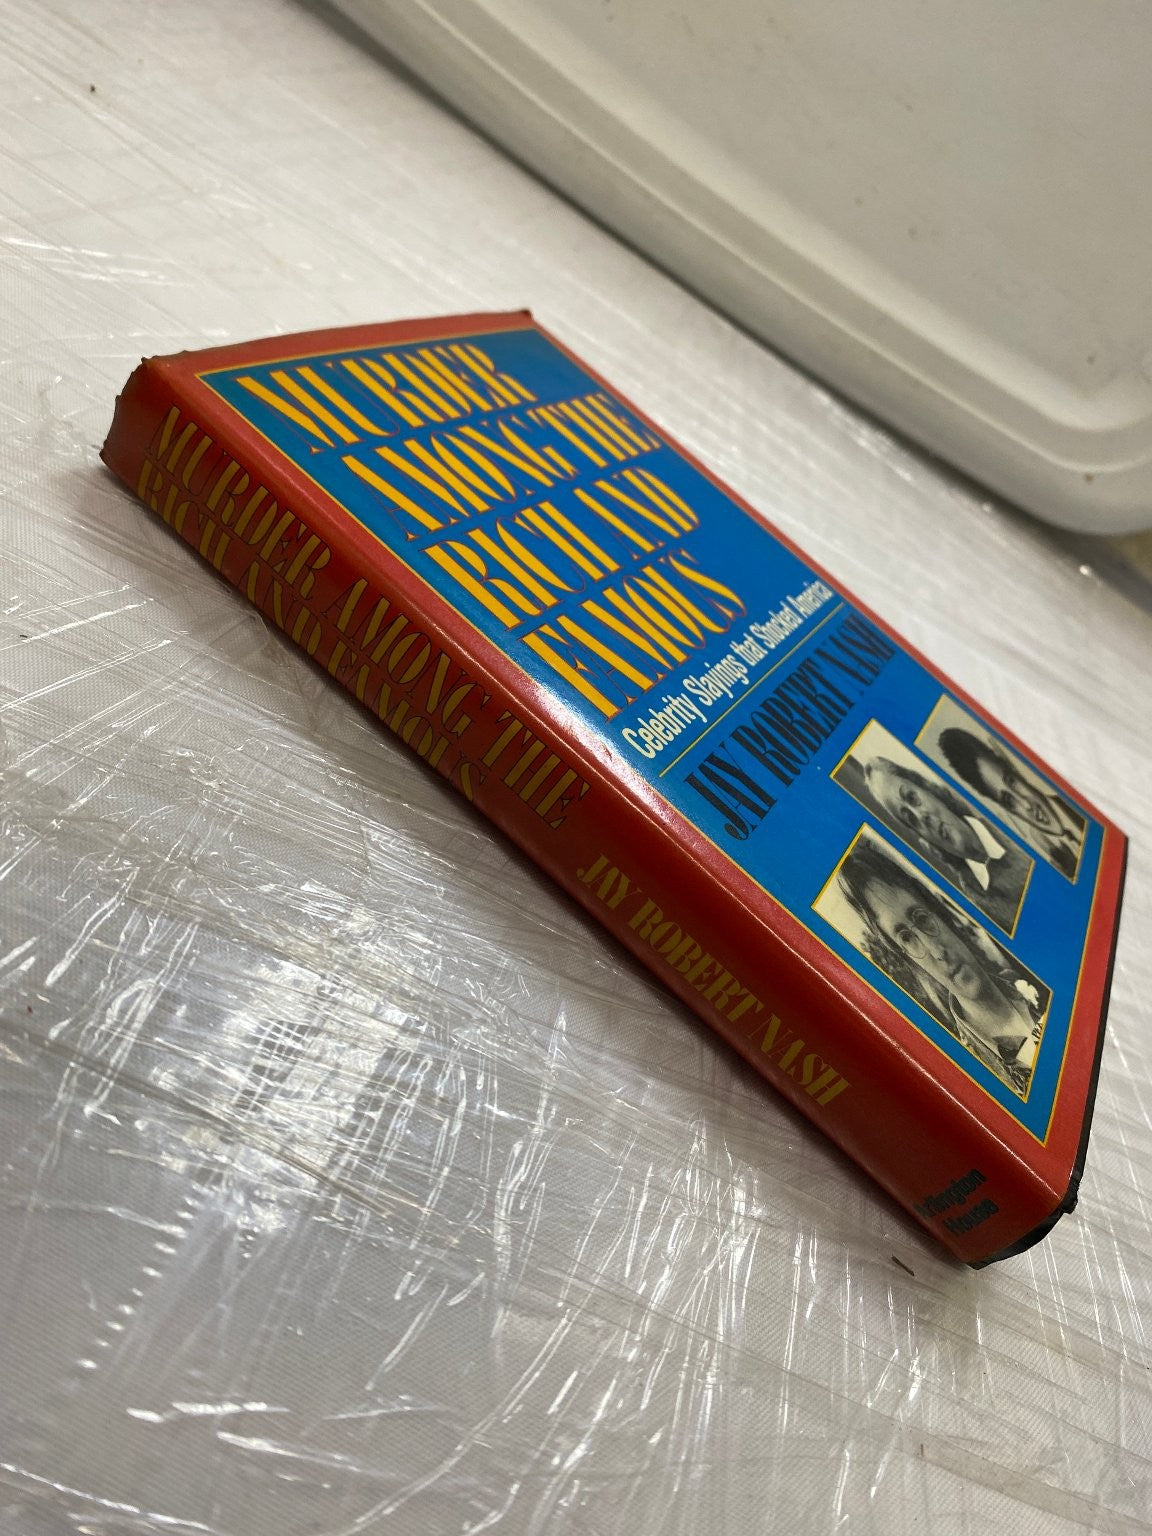 MURDER
AMONG THE
RICH AND
FAMOUS
Celebrity Slayings that Shocked America
JAY ROBERT NASH
MURDER AMONG THE
RICH AND FAMOUS
JAY ROBERT NASH
Arlington
House